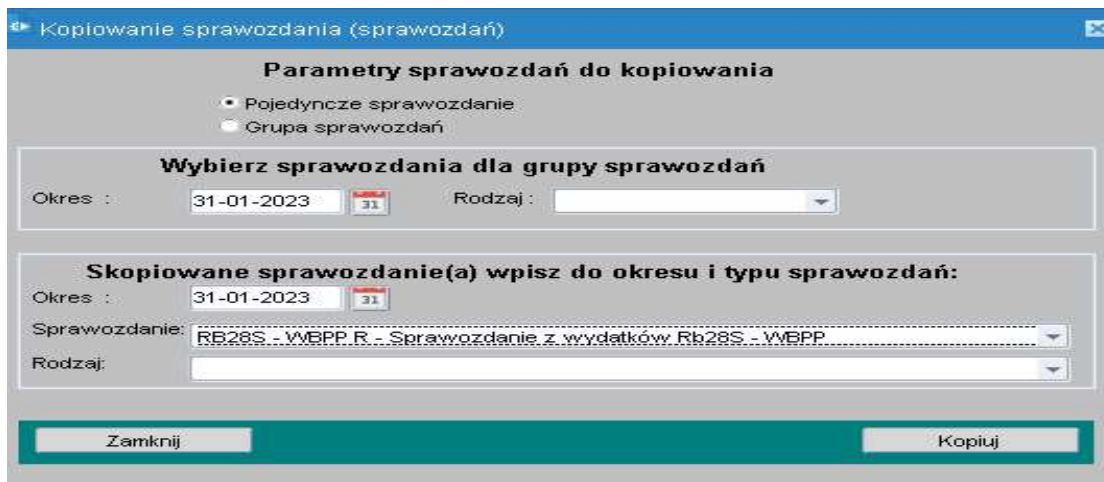 Kopiowanie sprawozdania (sprawozdań)
Parametry sprawozdań do kopiowania
Pojedyncze sprawozdanie
Grupa sprawozdań
Wybierz sprawozdania dla grupy sprawozdań
Okres : 31-01-2023 31 Rodzaj :
Skopiowane sprawozdanie(a) wpisz do okresu i typu sprawozdań:
Okres : 31-01-2023 31
Sprawozdanie: RB28S - WBPP R - Sprawozdanie z wydatków Rb28S - WBPP
Rodzaj:
Zamknij Kopiuj